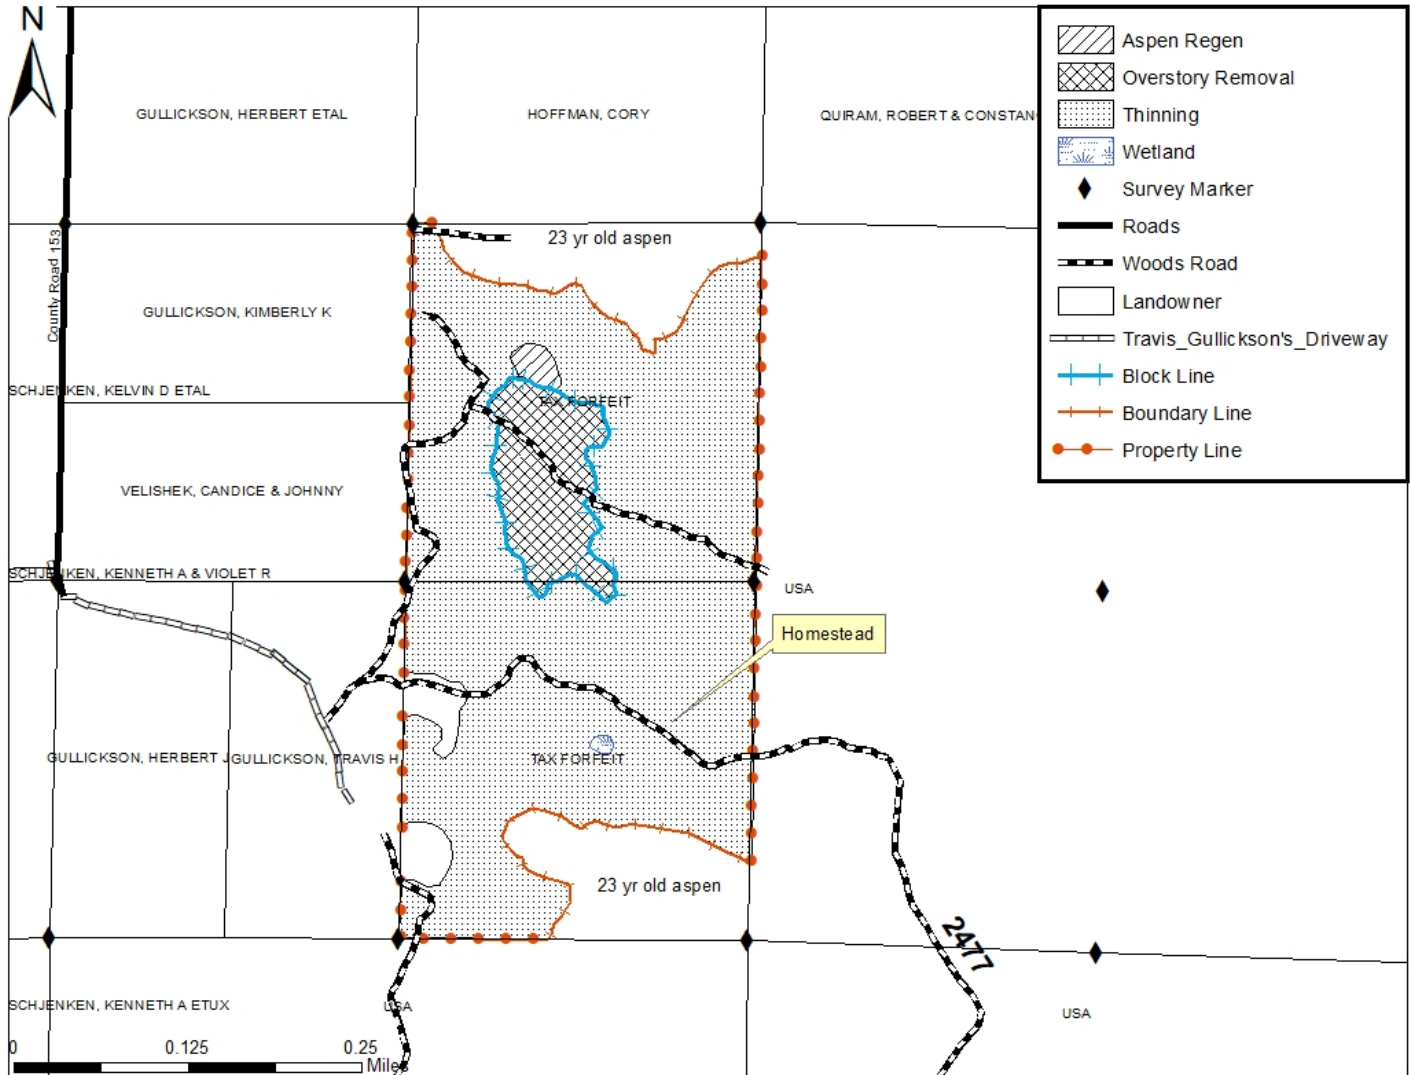 N
GULLICKSON, HERBERT ETAL
HOFFMAN, CORY
QUIRAM, ROBERT & CONSTAN
Aspen Regen
Overstory Removal
Thinning
Wetland
Survey Marker
Roads
Woods Road
Landowner
Travis_Gullickson's_Driveway
Block Line
Boundary Line
Property Line
23 yr old aspen
County Road 153
GULLICKSON, KIMBERLY K
SCHJENKEN, KELVIN D ETAL
TAX FORFEIT
VELISHEK, CANDICE & JOHNNY
SCHJENKEN, KENNETH A & VIOLET R
USA
Homestead
GULLICKSON, HERBERT J
GULLICKSON, TRAVIS H
TAX FORFEIT
23 yr old aspen
2477
SCHJENKEN, KENNETH A ETUX
USA
USA
0 0.125 0.25
Miles